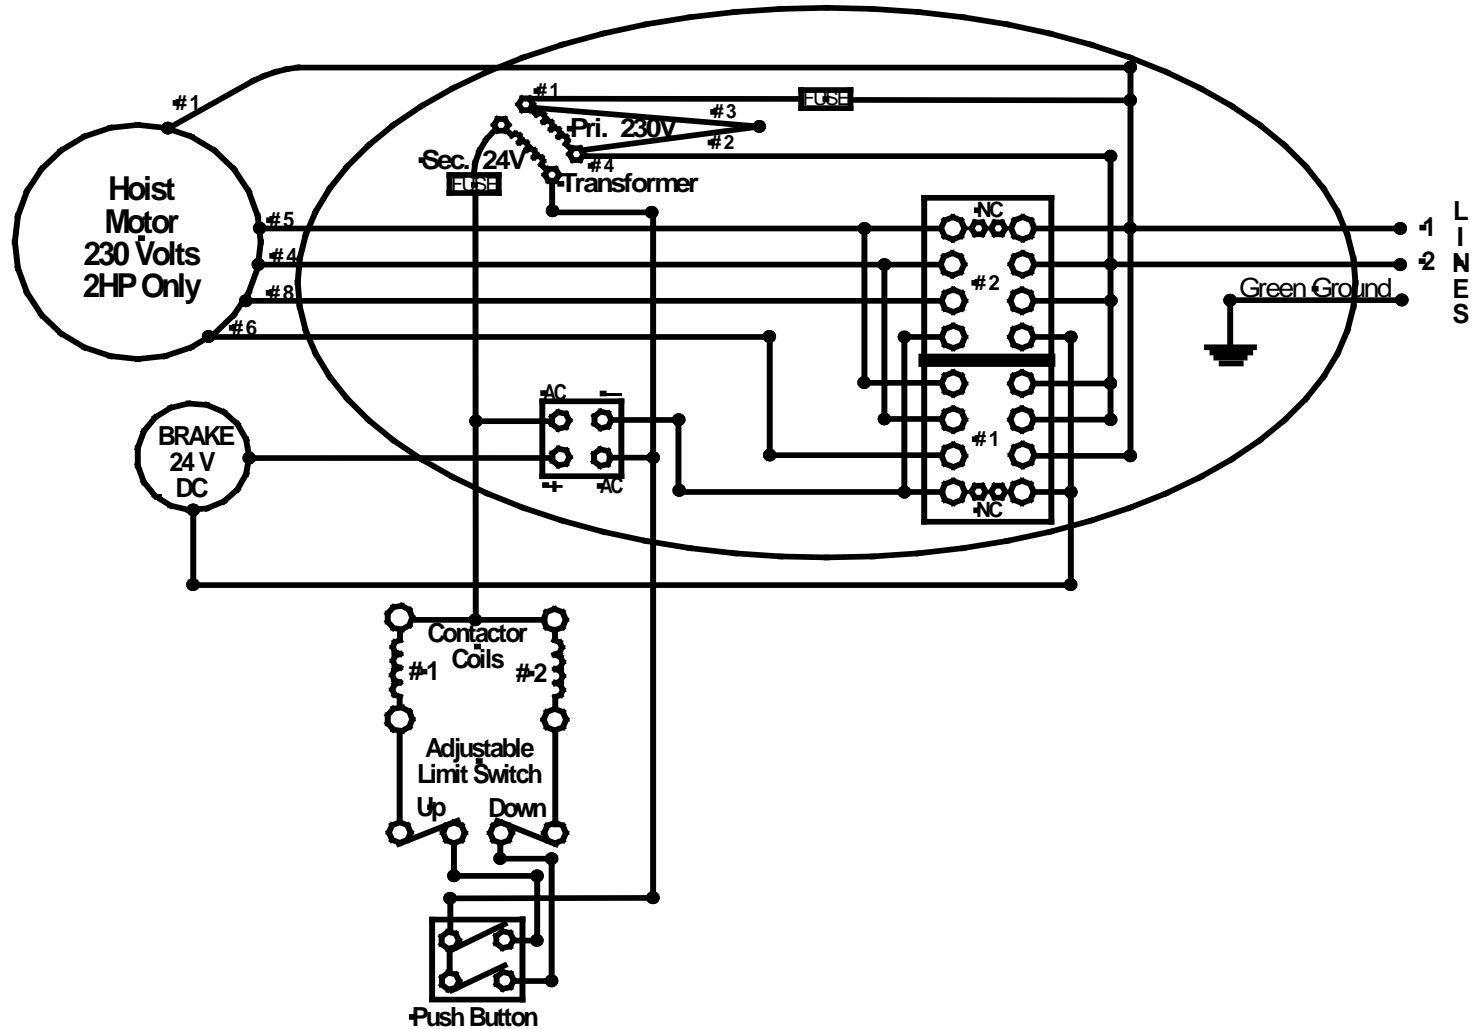 #1
#1
FUSE
#3
Pri. 230V
#2
Sec. 24V
#4
FUSE
Transformer
Hoist
Motor
230 Volts
2HP Only
#5
#4
#8
#6
NC
#2
#1
NC
1
2
LINES
Green Ground
AC
-
+
AC
BRAKE
24 V
DC
Contactor
Coils
#1
#2
Adjustable
Limit Switch
Up
Down
Push Button